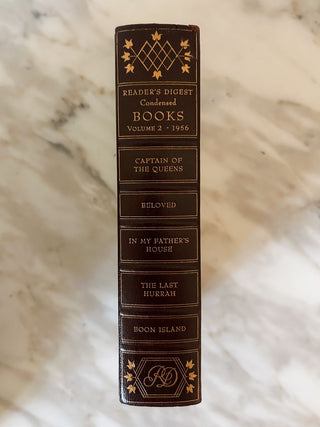 READER'S DIGEST
Condensed
BOOKS
VOLUME 2 - 1956
CAPTAIN OF
THE QUEENS
BELOVED
IN MY FATHER'S
HOUSE
THE LAST
HURRAH
BOON ISLAND
RD